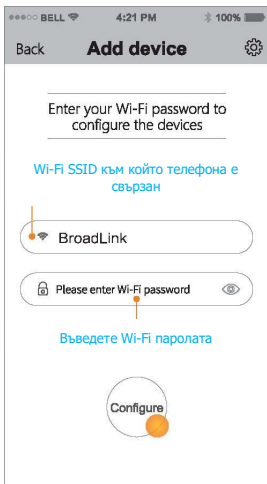 BELL 4:21 PM 100%
Back Add device
Enter your Wi-Fi password to
configure the devices
Wi-Fi SSID към който телефона е
свързан
BroadLink
Please enter Wi-Fi password
Въведете Wi-Fi паролата
Configure